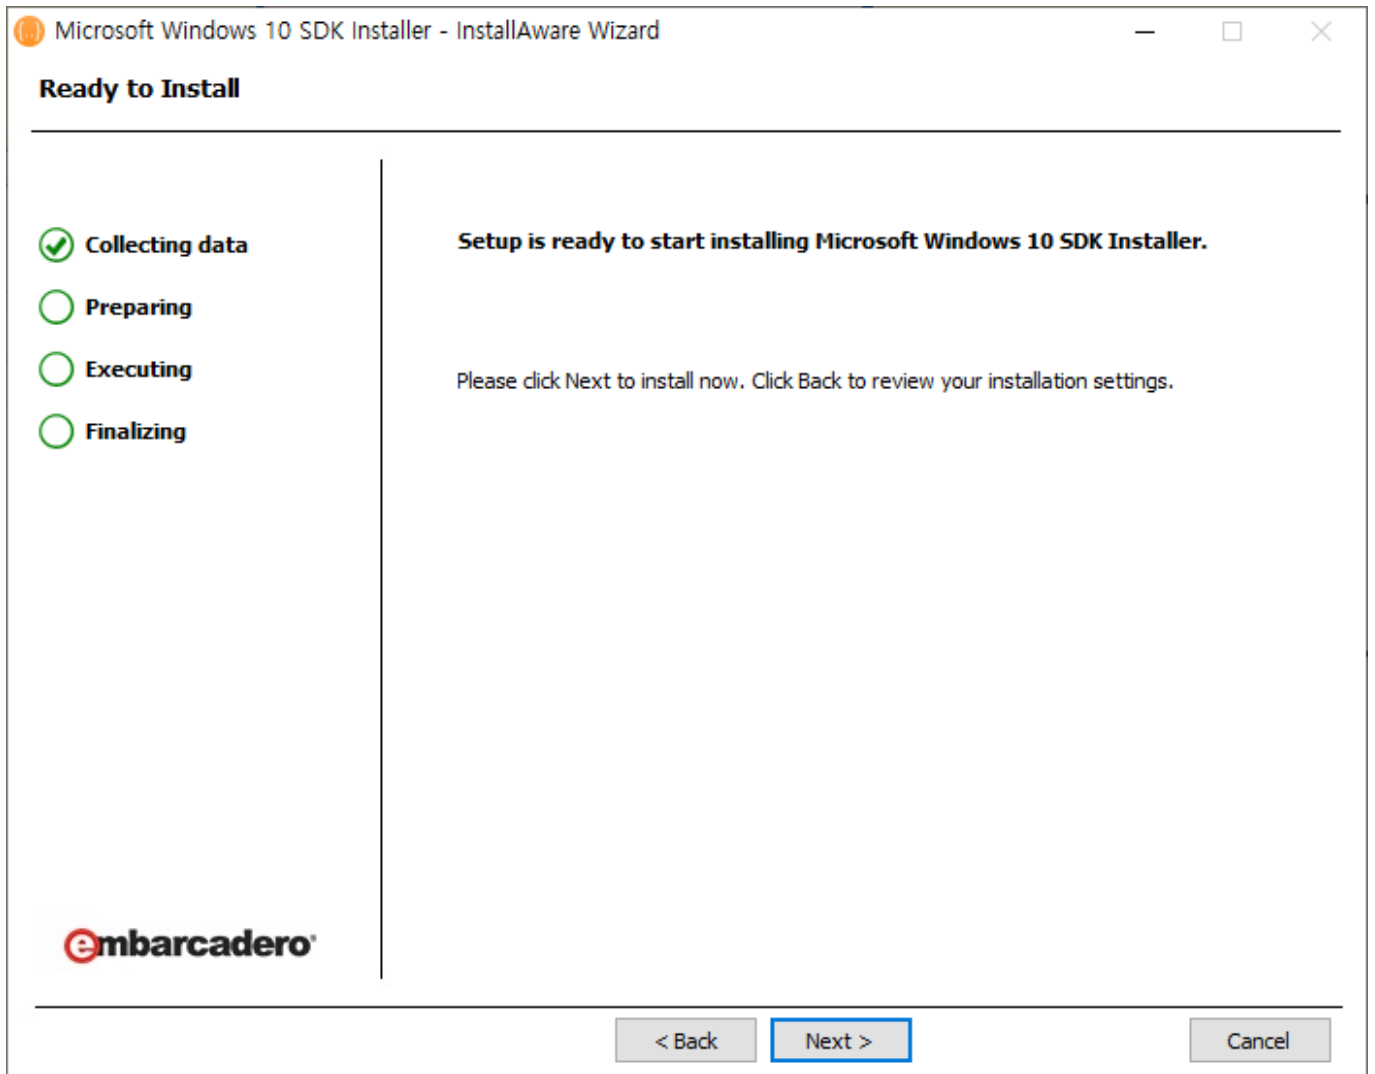 Microsoft Windows 10 SDK Installer - InstallAware Wizard
Ready to Install
Collecting data
Preparing
Executing
Finalizing
Setup is ready to start installing Microsoft Windows 10 SDK Installer.
Please click Next to install now. Click Back to review your installation settings.
embarcadero
< Back
Next >
Cancel